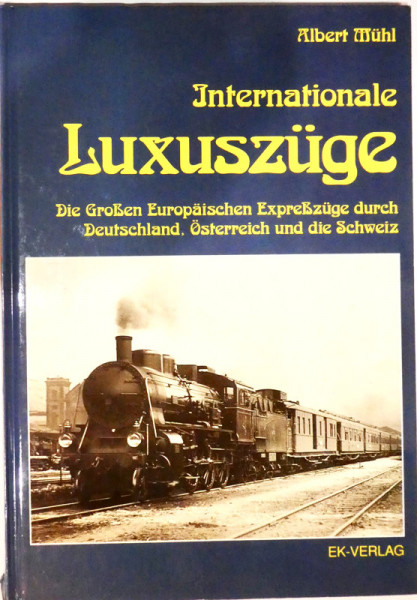 Albert Mühl
Internationale
Luxuszüge
Die Großen Europäischen Expreßzüge durch
Deutschland, Österreich und die Schweiz
EK-VERLAG